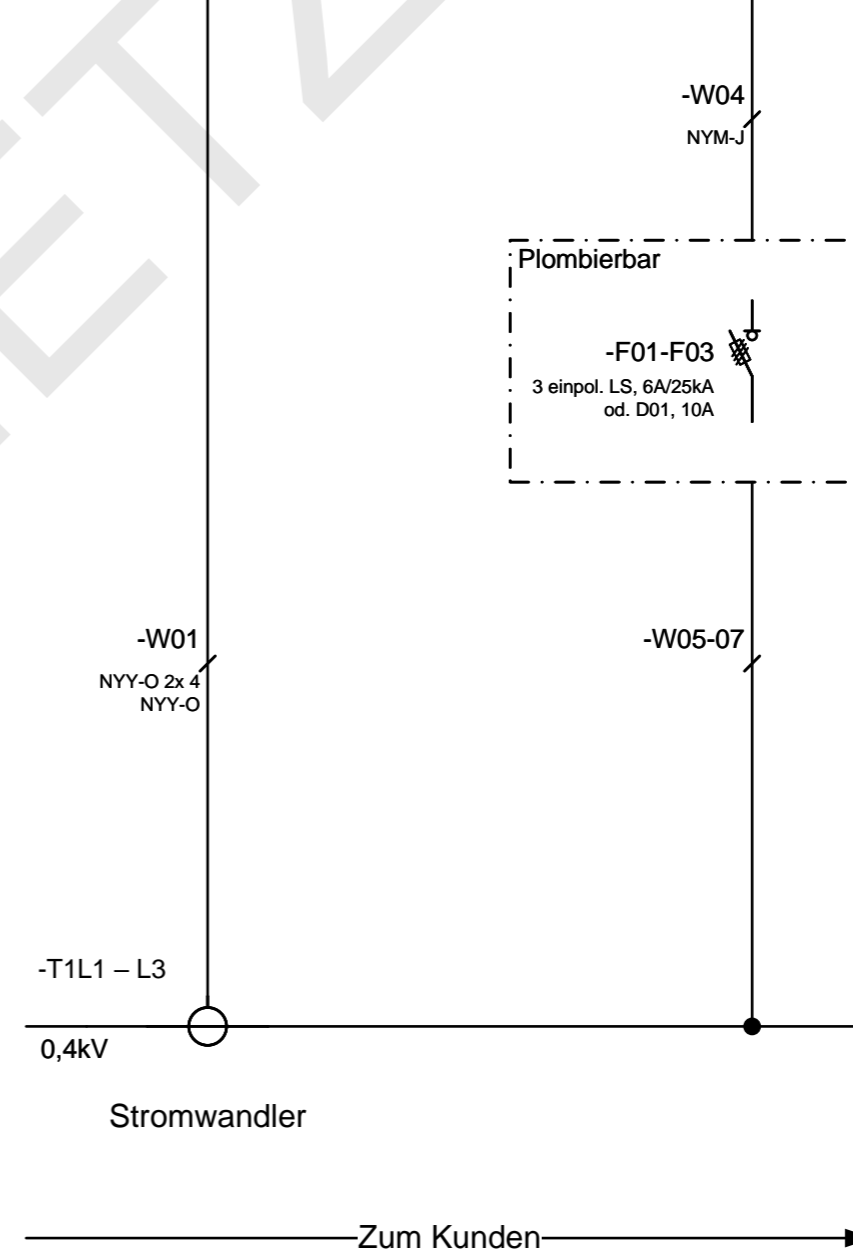 -W04
NYM-J
Plombierbar
-F01-F03
3 einpol. LS, 6A/25kA
od. D01, 10A
-W01
NYY-O 2x 4
NYY-O
-W05-07
-T1L1 – L3
0,4kV
Stromwandler
Zum Kunden